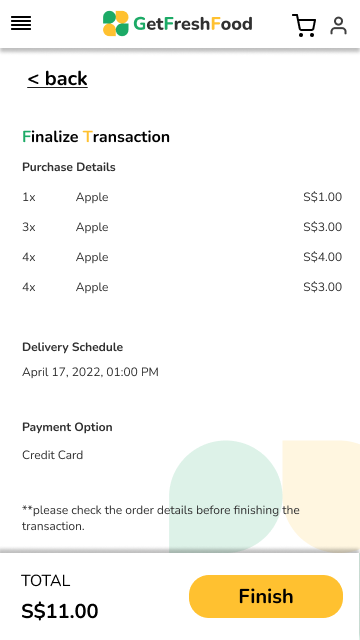 GetFreshFood
< back
Finalize Transaction
Purchase Details
1x Apple S$1.00
3x Apple S$3.00
4x Apple S$4.00
4x Apple S$3.00
Delivery Schedule
April 17, 2022, 01:00 PM
Payment Option
Credit Card
**please check the order details before finishing the
transaction.
TOTAL
S$11.00
Finish